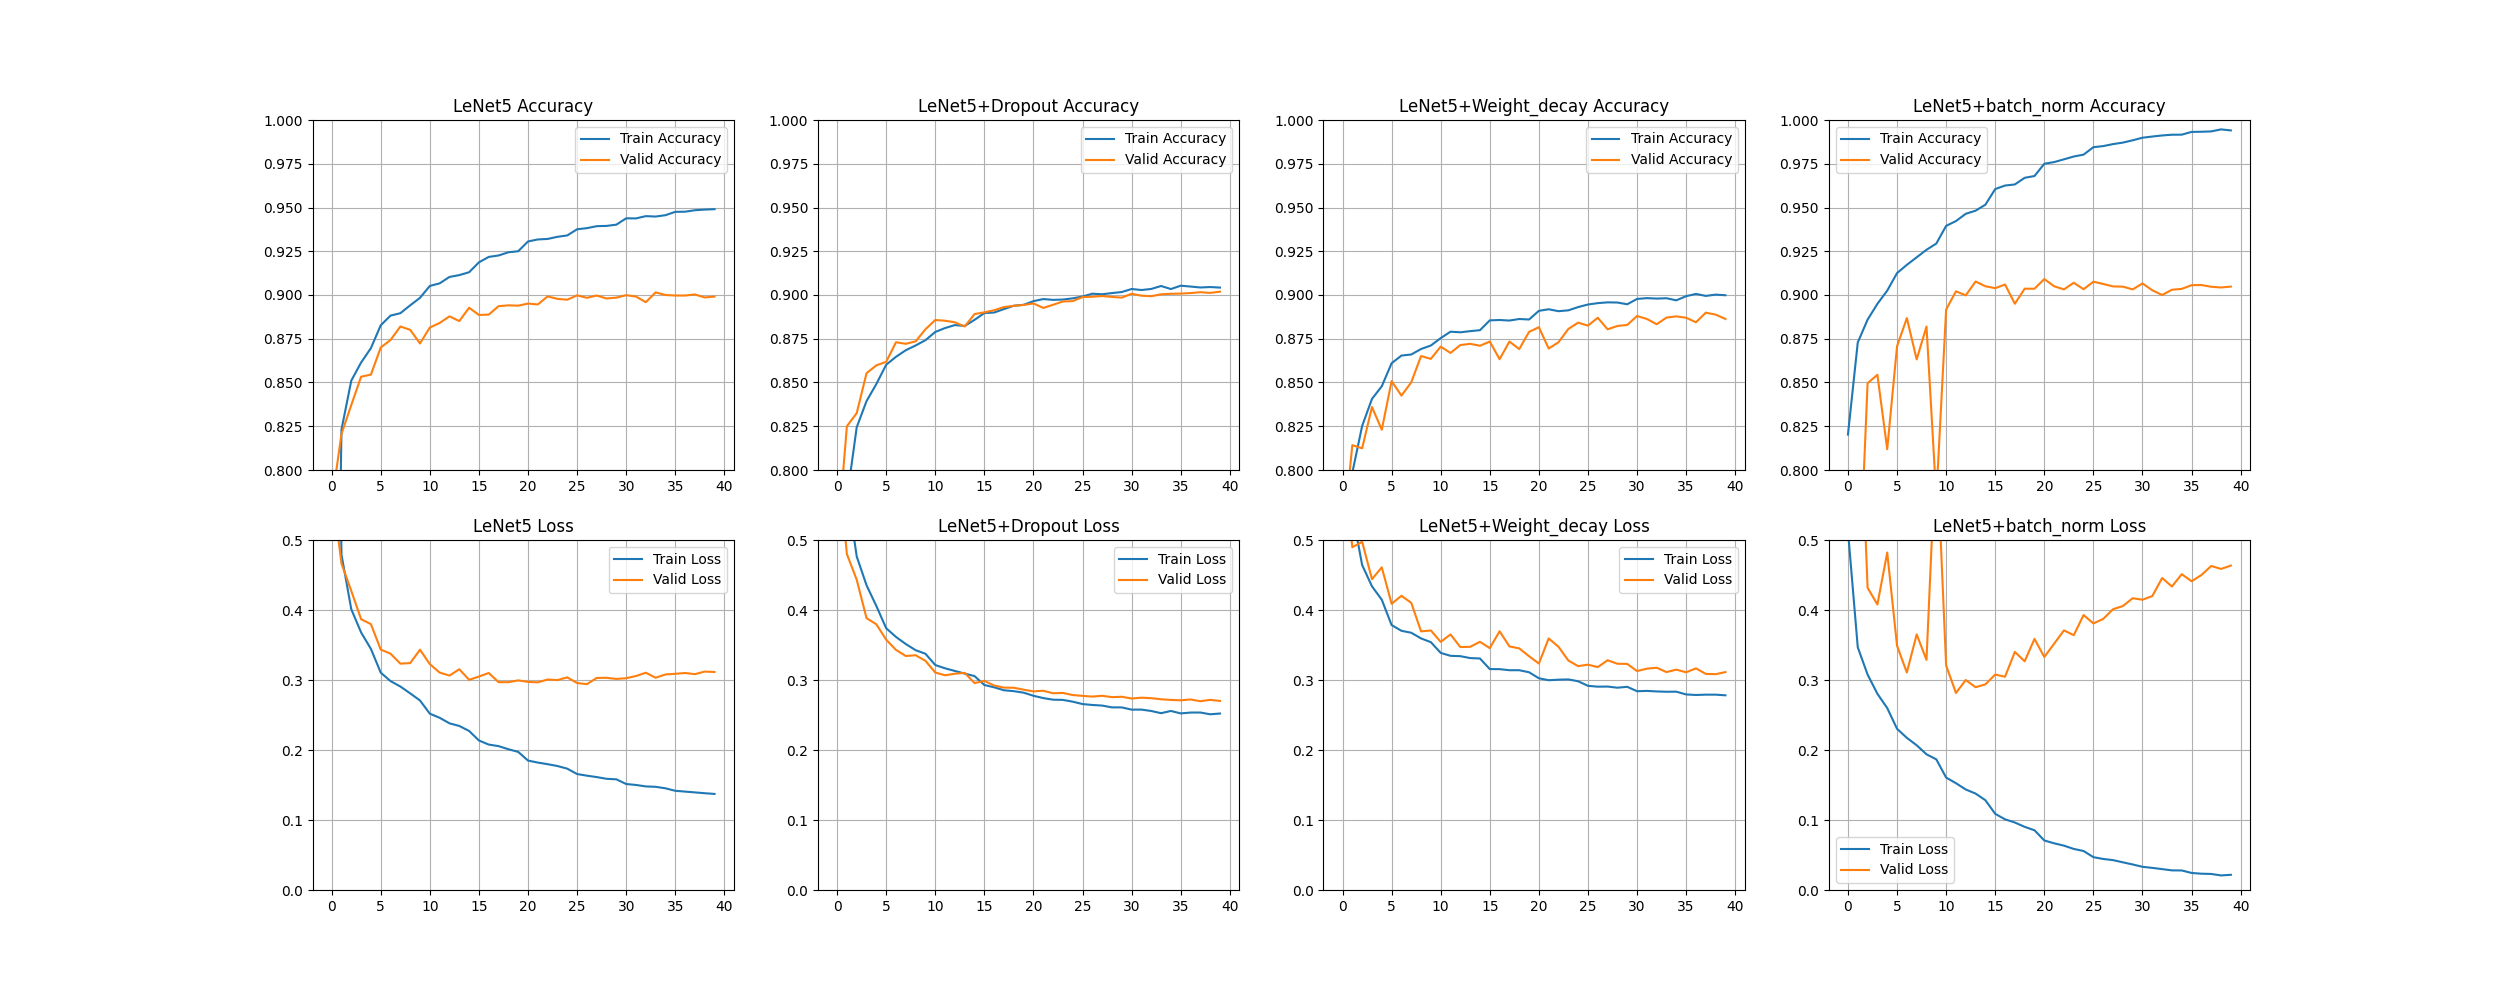 LeNet5 Accuracy
1.000
0.975
0.950
0.925
0.900
0.875
0.850
0.825
0.800
Train Accuracy
Valid Accuracy
0 5 10 15 20 25 30 35 40
LeNet5+Dropout Accuracy
1.000
0.975
0.950
0.925
0.900
0.875
0.850
0.825
0.800
Train Accuracy
Valid Accuracy
0 5 10 15 20 25 30 35 40
LeNet5+Weight_decay Accuracy
1.000
0.975
0.950
0.925
0.900
0.875
0.850
0.825
0.800
Train Accuracy
Valid Accuracy
0 5 10 15 20 25 30 35 40
LeNet5+batch_norm Accuracy
1.000
0.975
0.950
0.925
0.900
0.875
0.850
0.825
0.800
Train Accuracy
Valid Accuracy
0 5 10 15 20 25 30 35 40
LeNet5 Loss
0.5
0.4
0.3
0.2
0.1
0.0
Train Loss
Valid Loss
0 5 10 15 20 25 30 35 40
LeNet5+Dropout Loss
0.5
0.4
0.3
0.2
0.1
0.0
Train Loss
Valid Loss
0 5 10 15 20 25 30 35 40
LeNet5+Weight_decay Loss
0.5
0.4
0.3
0.2
0.1
0.0
Train Loss
Valid Loss
0 5 10 15 20 25 30 35 40
LeNet5+batch_norm Loss
0.5
0.4
0.3
0.2
0.1
0.0
Train Loss
Valid Loss
0 5 10 15 20 25 30 35 40